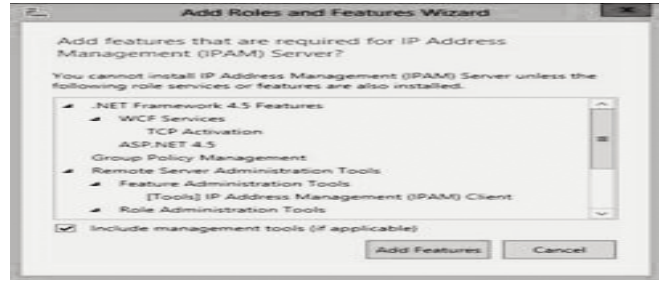 Add Roles and Features Wizard
Add features that are required for IP Address
Management (IPAM) Server?
You cannot install IP Address Management (IPAM) Server unless the
following role services or features are also installed.
.NET Framework 4.5 Features
WCF Services
TCP Activation
ASP.NET 4.5
Group Policy Management
Remote Server Administration Tools
Feature Administration Tools
[Tools] IP Address Management (IPAM) Client
Role Administration Tools
Include management tools (if applicable)
Add Features Cancel